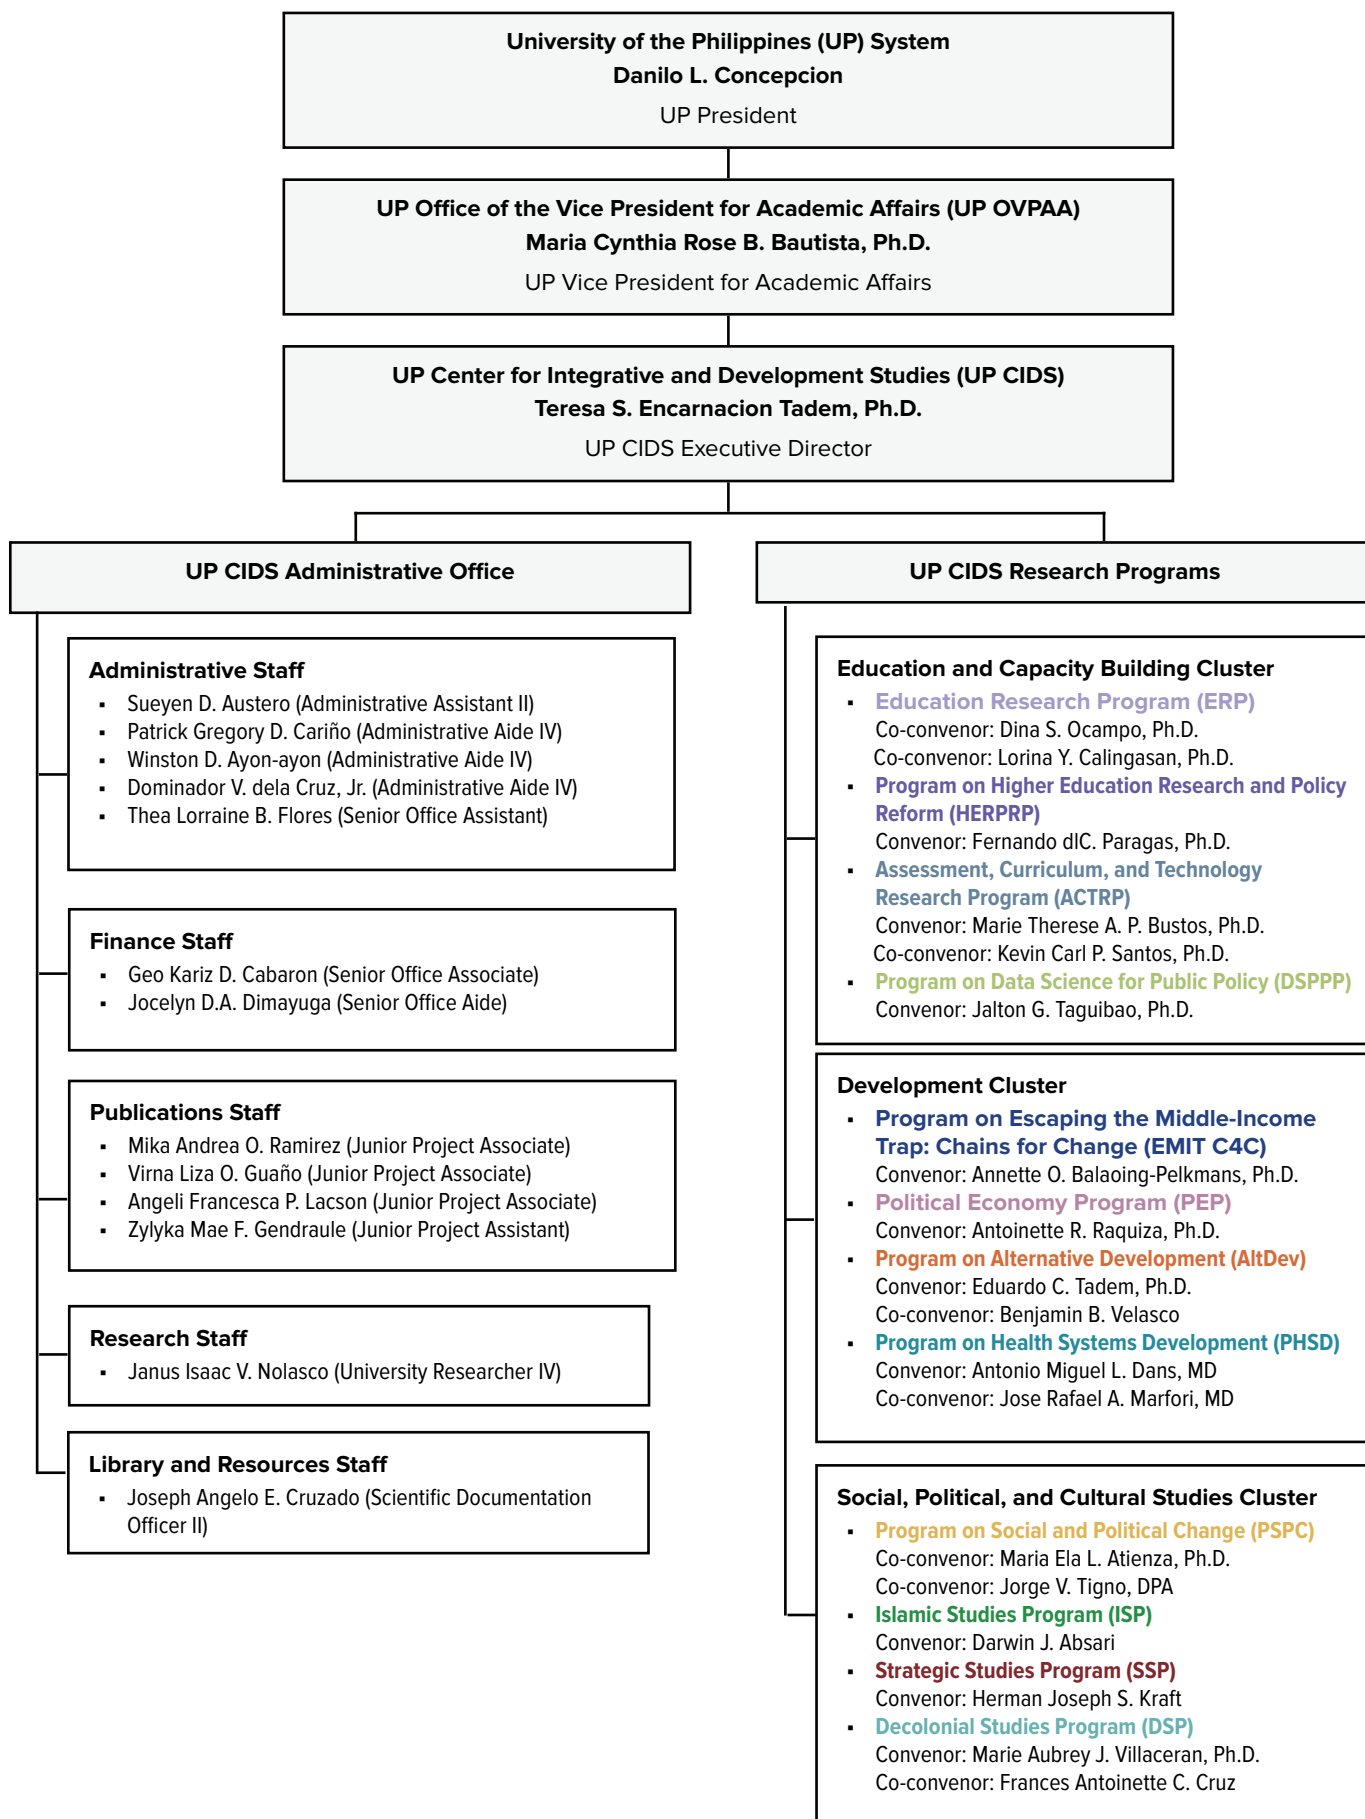 University of the Philippines (UP) System
Danilo L. Concepcion
UP President
UP Office of the Vice President for Academic Affairs (UP OVPAA)
Maria Cynthia Rose B. Bautista, Ph.D.
UP Vice President for Academic Affairs
UP Center for Integrative and Development Studies (UP CIDS)
Teresa S. Encarnacion Tadem, Ph.D.
UP CIDS Executive Director
UP CIDS Administrative Office
Administrative Staff
▪ Sueyen D. Austero (Administrative Assistant II)
▪ Patrick Gregory D. Cariño (Administrative Aide IV)
▪ Winston D. Ayon-ayon (Administrative Aide IV)
▪ Dominador V. dela Cruz, Jr. (Administrative Aide IV)
▪ Thea Lorraine B. Flores (Senior Office Assistant)
Finance Staff
▪ Geo Kariz D. Cabaron (Senior Office Associate)
▪ Jocelyn D.A. Dimayuga (Senior Office Aide)
Publications Staff
▪ Mika Andrea O. Ramirez (Junior Project Associate)
▪ Virna Liza O. Guaño (Junior Project Associate)
▪ Angeli Francesca P. Lacson (Junior Project Associate)
▪ Zylyka Mae F. Gendraule (Junior Project Assistant)
Research Staff
▪ Janus Isaac V. Nolasco (University Researcher IV)
Library and Resources Staff
▪ Joseph Angelo E. Cruzado (Scientific Documentation
Officer II)
UP CIDS Research Programs
Education and Capacity Building Cluster
▪ Education Research Program (ERP)
Co-convenor: Dina S. Ocampo, Ph.D.
Co-convenor: Lorina Y. Calingasan, Ph.D.
▪ Program on Higher Education Research and Policy
Reform (HERPRP)
Convenor: Fernando dlC. Paragas, Ph.D.
▪ Assessment, Curriculum, and Technology
Research Program (ACTRP)
Convenor: Marie Therese A. P. Bustos, Ph.D.
Co-convenor: Kevin Carl P. Santos, Ph.D.
▪ Program on Data Science for Public Policy (DSPPP)
Convenor: Jalton G. Taguibao, Ph.D.
Development Cluster
▪ Program on Escaping the Middle-Income
Trap: Chains for Change (EMIT C4C)
Convenor: Annette O. Balaoing-Pelkmans, Ph.D.
▪ Political Economy Program (PEP)
Convenor: Antoinette R. Raquiza, Ph.D.
▪ Program on Alternative Development (AltDev)
Convenor: Eduardo C. Tadem, Ph.D.
Co-convenor: Benjamin B. Velasco
▪ Program on Health Systems Development (PHSD)
Convenor: Antonio Miguel L. Dans, MD
Co-convenor: Jose Rafael A. Marfori, MD
Social, Political, and Cultural Studies Cluster
▪ Program on Social and Political Change (PSPC)
Co-convenor: Maria Ela L. Atienza, Ph.D.
Co-convenor: Jorge V. Tigno, DPA
▪ Islamic Studies Program (ISP)
Convenor: Darwin J. Absari
▪ Strategic Studies Program (SSP)
Convenor: Herman Joseph S. Kraft
▪ Decolonial Studies Program (DSP)
Convenor: Marie Aubrey J. Villaceran, Ph.D.
Co-convenor: Frances Antoinette C. Cruz